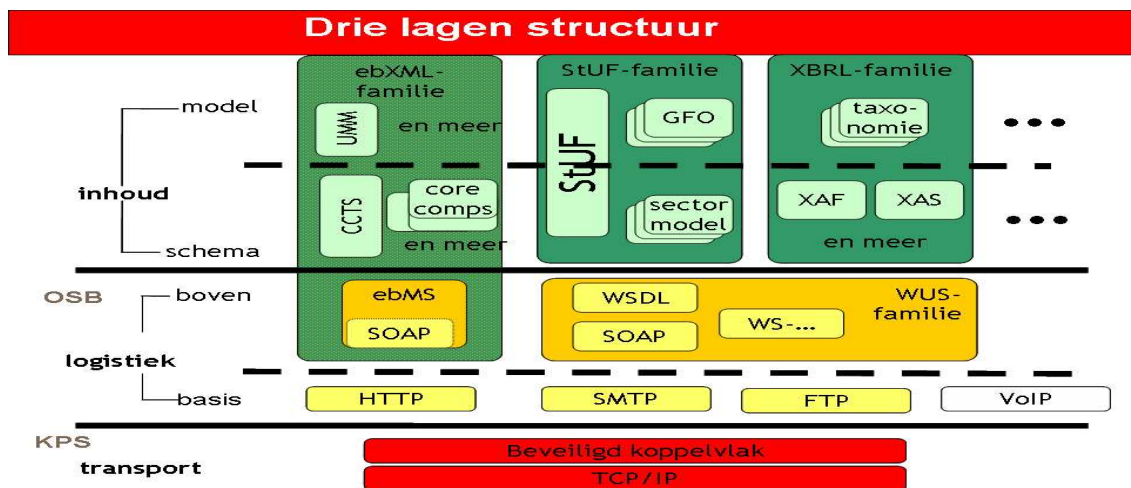 Drie lagen structuur
ebXML-
familie
StUF-familie
XBRL-familie
model
UMM
en meer
StUF
GFO
taxo-
nomie
inhoud
CCTS
core
comps
sector
model
XAF
XAS
en meer
en meer
schema
OSB
boven
ebMS
SOAP
WSDL
SOAP
WS-...
WUS-
familie
logistiek
basis
HTTP
SMTP
FTP
VoIP
KPS
transport
Beveiligd koppelvlak
TCP/IP